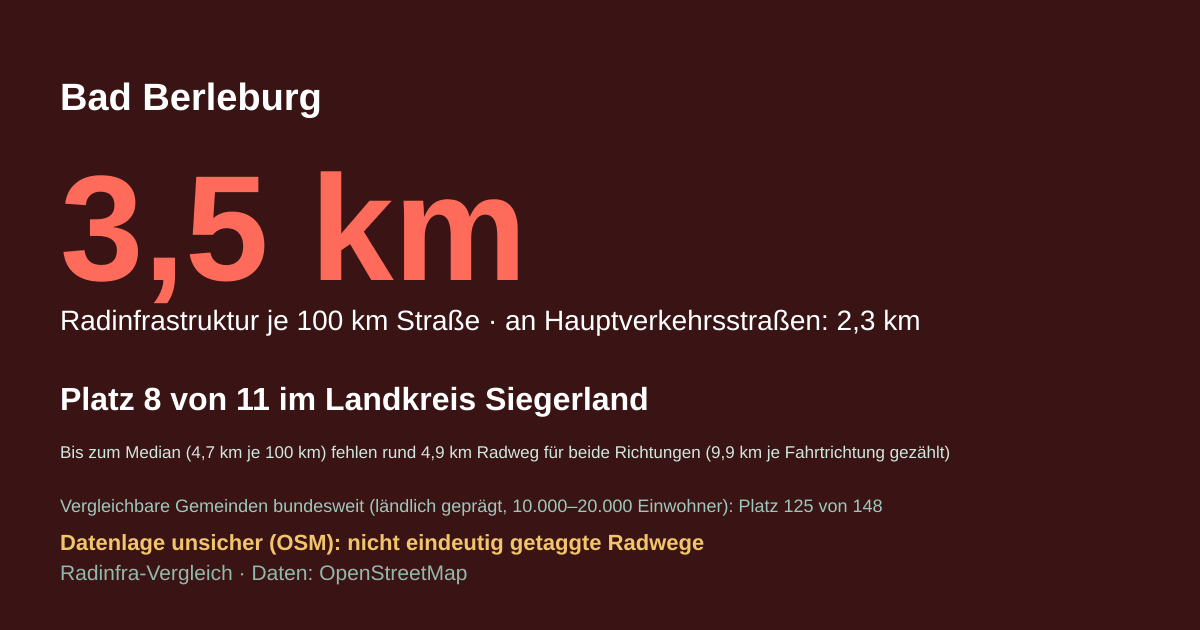 Bad Berleburg
3,5 km
Radinfrastruktur je 100 km Straße · an Hauptverkehrsstraßen: 2,3 km
Platz 8 von 11 im Landkreis Siegerland
Bis zum Median (4,7 km je 100 km) fehlen rund 4,9 km Radweg für beide Richtungen (9,9 km je Fahrtrichtung gezählt)
Vergleichbare Gemeinden bundesweit (ländlich geprägt, 10.000–20.000 Einwohner): Platz 125 von 148
Datenlage unsicher (OSM): nicht eindeutig getaggte Radwege
Radinfra-Vergleich · Daten: OpenStreetMap